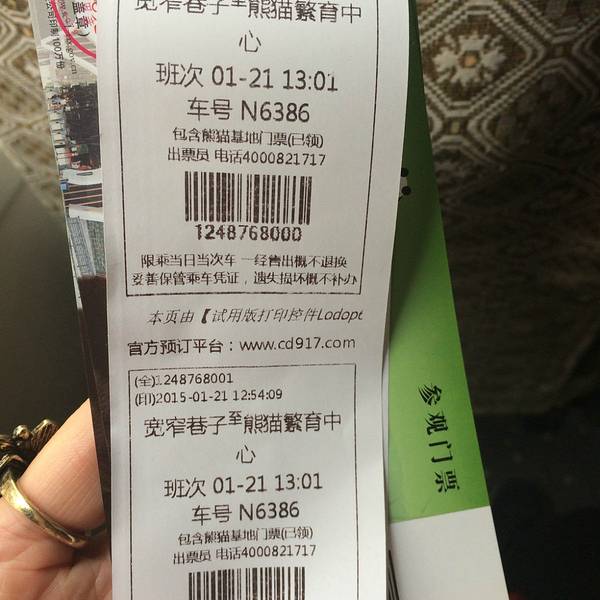 宽窄巷子至熊猫繁育中
心
班次 01-21 13:01
车号 N6386
包含熊猫基地门票(已领)
出票员 电话4000821717
1248768000
限乘当日当次车 一经售出概不退换
妥善保管乘车凭证，遗失损坏概不补办
本页由【试用版打印控件Lodop6
官方预订平台：www.cd917.com
(全)1248768001
(印)2015-01-21 12:54:09
宽窄巷子至熊猫繁育中
心
班次 01-21 13:01
车号 N6386
包含熊猫基地门票(已领)
出票员 电话4000821717
参观门票